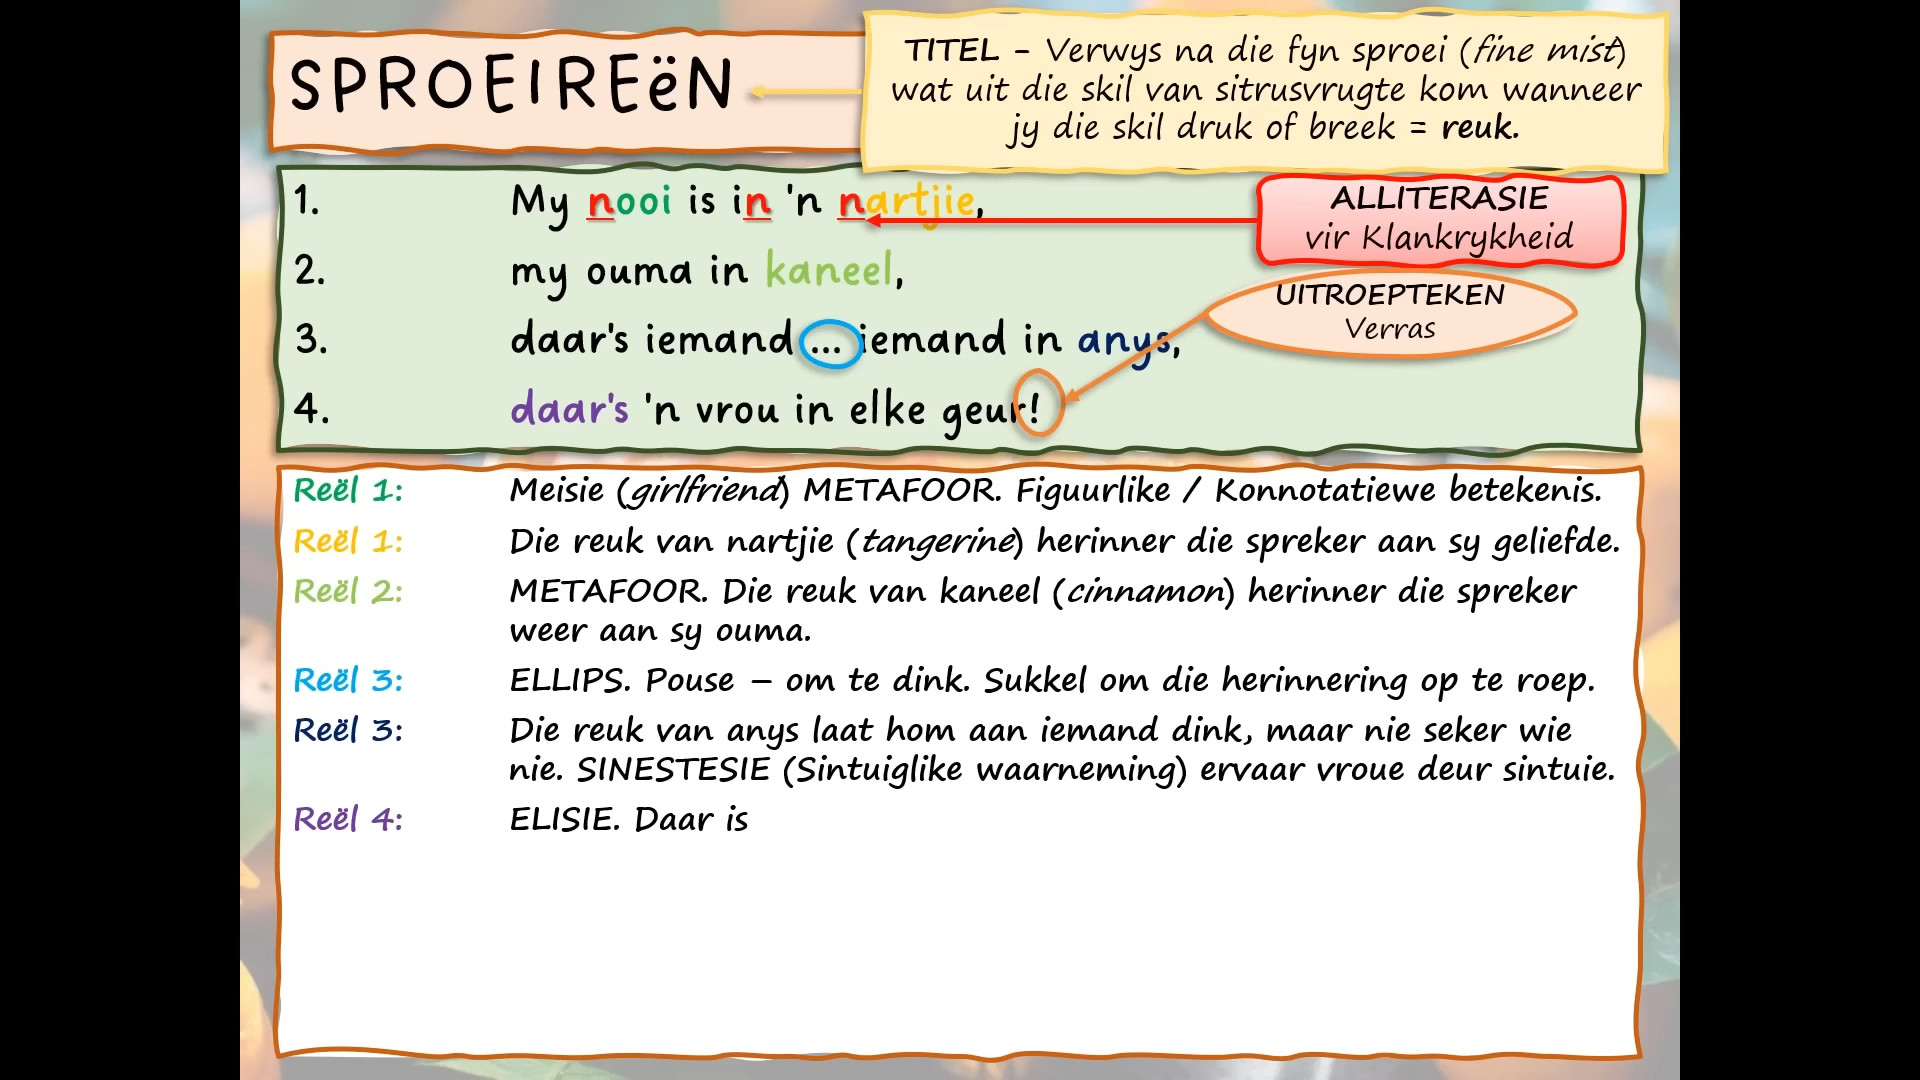 SPROEIREëN
TITEL – Verwys na die fyn sproei (fine mist)
wat uit die skil van sitrusvrugte kom wanneer
jy die skil druk of breek = reuk.
1. My nooi is in 'n nartjie,
ALLITERASIE
vir Klankrykheid
2. my ouma in kaneel,
UITROEPTEKEN
Verras
3. daar's iemand ... iemand in anys,
4. daar's 'n vrou in elke geur!
Reël 1: Meisie (girlfriend) METAFOOR. Figuurlike / Konnotatiewe betekenis.
Reël 1: Die reuk van nartjie (tangerine) herinner die spreker aan sy geliefde.
Reël 2: METAFOOR. Die reuk van kaneel (cinnamon) herinner die spreker
weer aan sy ouma.
Reël 3: ELLIPS. Pouse – om te dink. Sukkel om die herinnering op te roep.
Reël 3: Die reuk van anys laat hom aan iemand dink, maar nie seker wie
nie. SINESTESIE (Sintuiglike waarneming) ervaar vroue deur sintuie.
Reël 4: ELISIE. Daar is